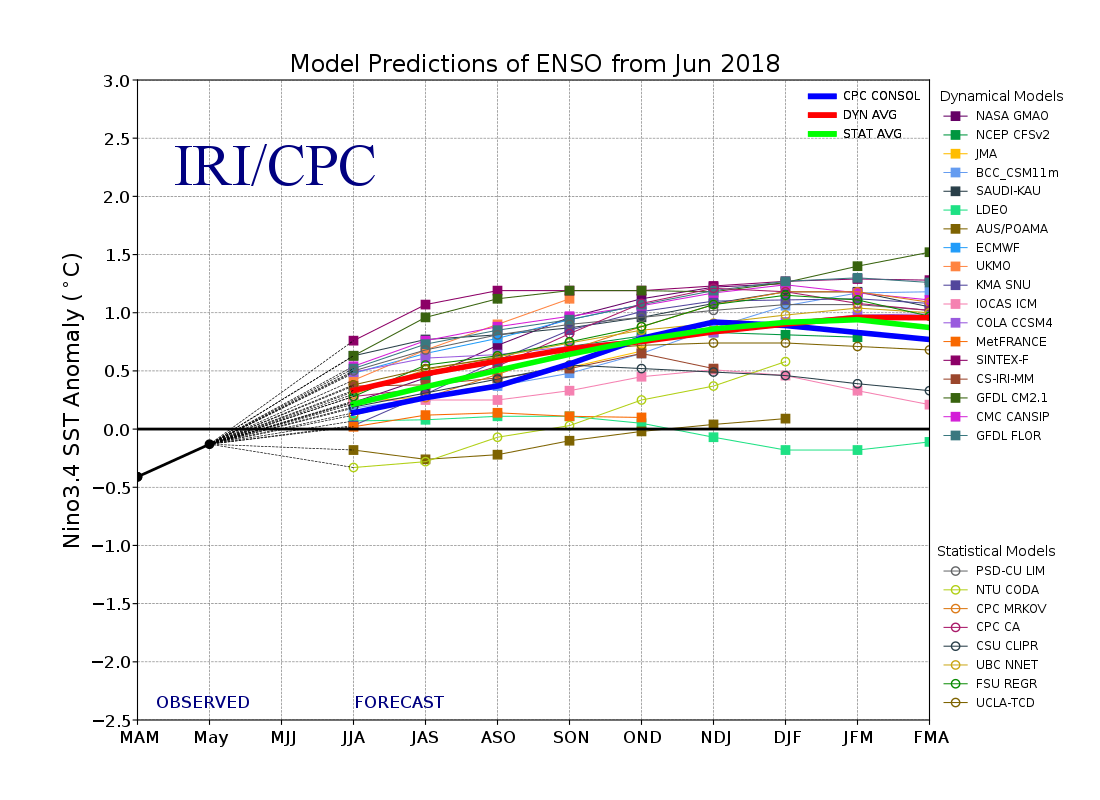 Model Predictions of ENSO from Jun 2018
IRI/CPC
CPC CONSOL
DYN AVG
STAT AVG
Nino3.4 SST Anomaly ( °C)
3.0
2.5
2.0
1.5
1.0
0.5
0.0
−0.5
−1.0
−1.5
−2.0
−2.5
OBSERVED FORECAST
MAM May MJJ JJA JAS ASO SON OND NDJ DJF JFM FMA
Dynamical Models
NASA GMAO
NCEP CFSv2
JMA
BCC_CSM11m
SAUDI-KAU
LDEO
AUS/POAMA
ECMWF
UKMO
KMA SNU
IOCAS ICM
COLA CCSM4
MetFRANCE
SINTEX-F
CS-IRI-MM
GFDL CM2.1
CMC CANSIP
GFDL FLOR
Statistical Models
PSD-CU LIM
NTU CODA
CPC MRKOV
CPC CA
CSU CLIPR
UBC NNET
FSU REGR
UCLA-TCD